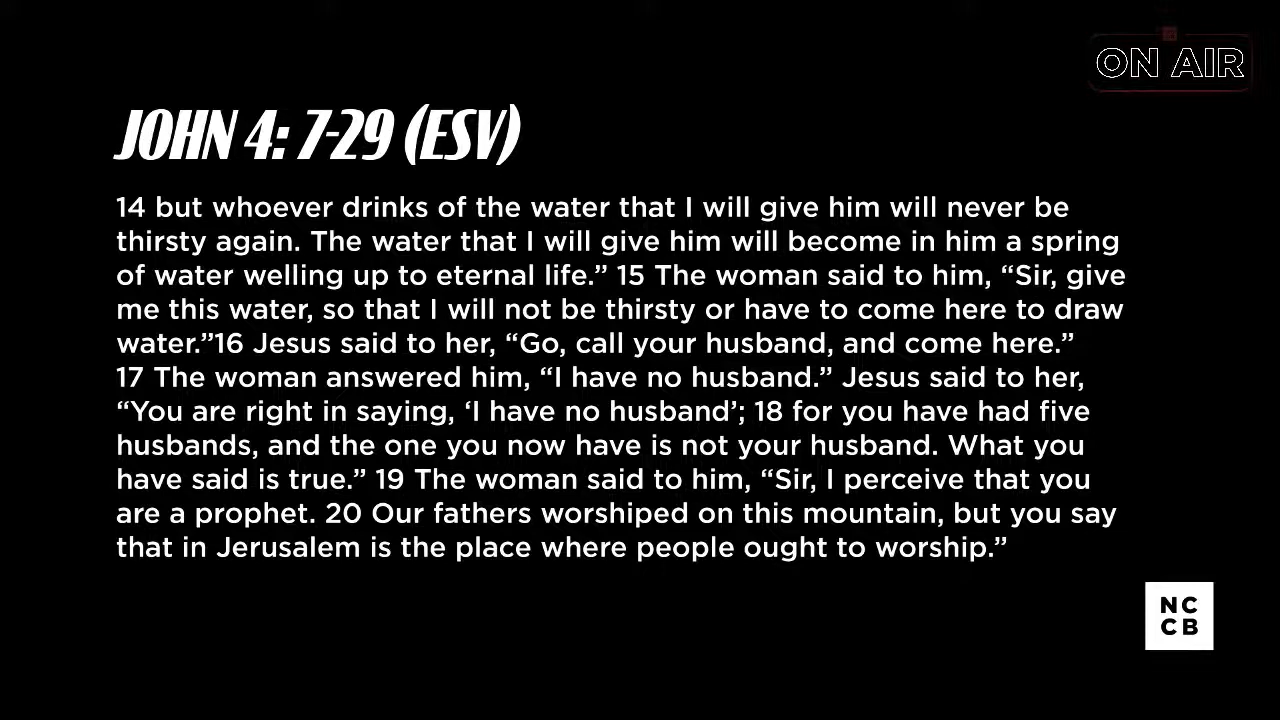 ON AIR
JOHN 4: 7-29 (ESV)
14 but whoever drinks of the water that I will give him will never be
thirsty again. The water that I will give him will become in him a spring
of water welling up to eternal life.” 15 The woman said to him, “Sir, give
me this water, so that I will not be thirsty or have to come here to draw
water.”16 Jesus said to her, “Go, call your husband, and come here.”
17 The woman answered him, “I have no husband.” Jesus said to her,
“You are right in saying, ‘I have no husband’; 18 for you have had five
husbands, and the one you now have is not your husband. What you
have said is true.” 19 The woman said to him, “Sir, I perceive that you
are a prophet. 20 Our fathers worshiped on this mountain, but you say
that in Jerusalem is the place where people ought to worship.”
NC
CB